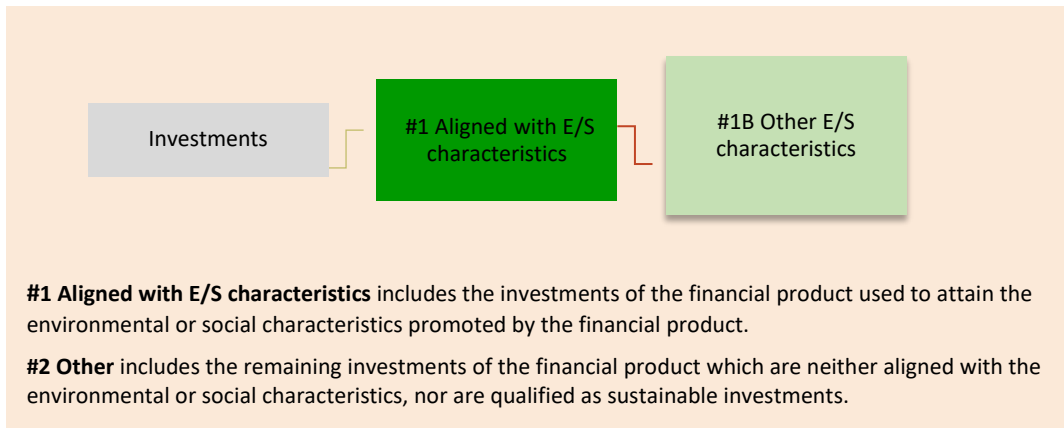 Investments
#1 Aligned with E/S
characteristics
#1B Other E/S
characteristics
#1 Aligned with E/S characteristics includes the investments of the financial product used to attain the
environmental or social characteristics promoted by the financial product.
#2 Other includes the remaining investments of the financial product which are neither aligned with the
environmental or social characteristics, nor are qualified as sustainable investments.